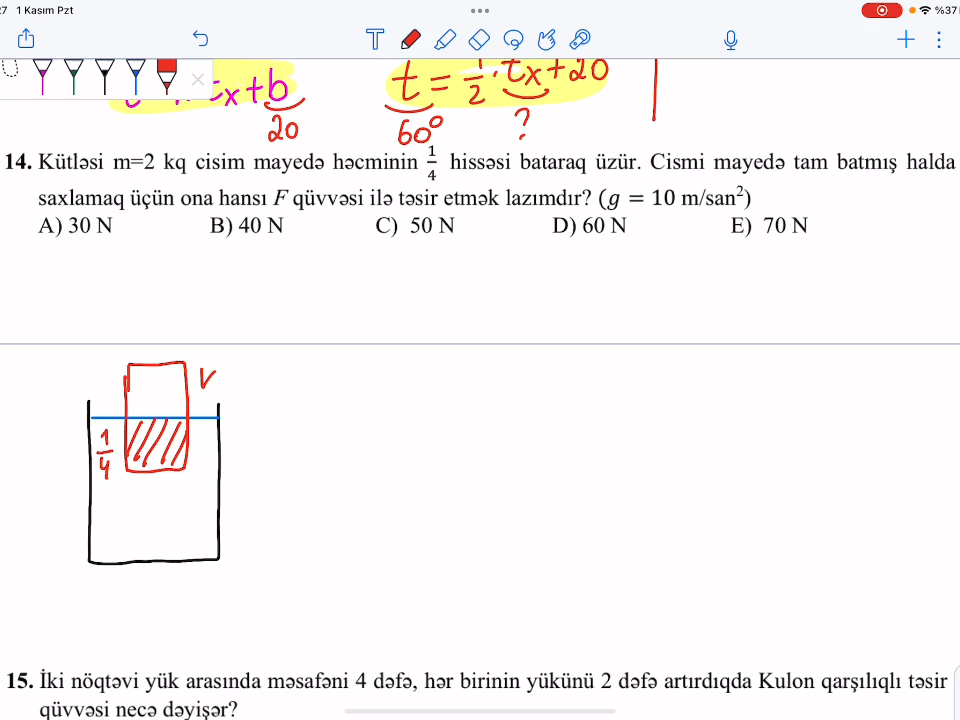 1 Kasım Pzt
%37
x+b
t = 1/2 · tx+20
20
60°
?
14. Kütləsi m=2 kq cisim mayedə həcminin 1/4 hissəsi bataraq üzür. Cismi mayedə tam batmış halda
saxlamaq üçün ona hansı F qüvvəsi ilə təsir etmək lazımdır? (g = 10 m/san²)
A) 30 N B) 40 N C) 50 N D) 60 N E) 70 N
V
1/4
15. İki nöqtəvi yük arasında məsafəni 4 dəfə, hər birinin yükünü 2 dəfə artırdıqda Kulon qarşılıqlı təsir
qüvvəsi necə dəyişər?